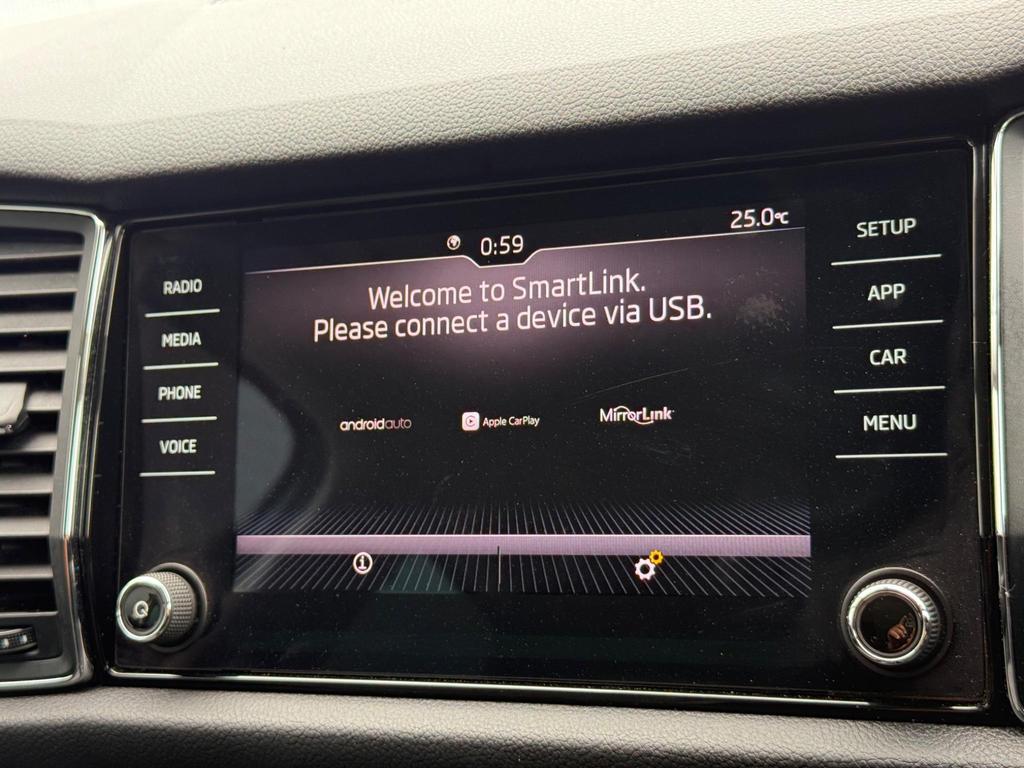 0:59
25.0°C
Welcome to SmartLink.
Please connect a device via USB.
androidauto
Apple CarPlay
MirrorLink
RADIO
MEDIA
PHONE
VOICE
SETUP
APP
CAR
MENU